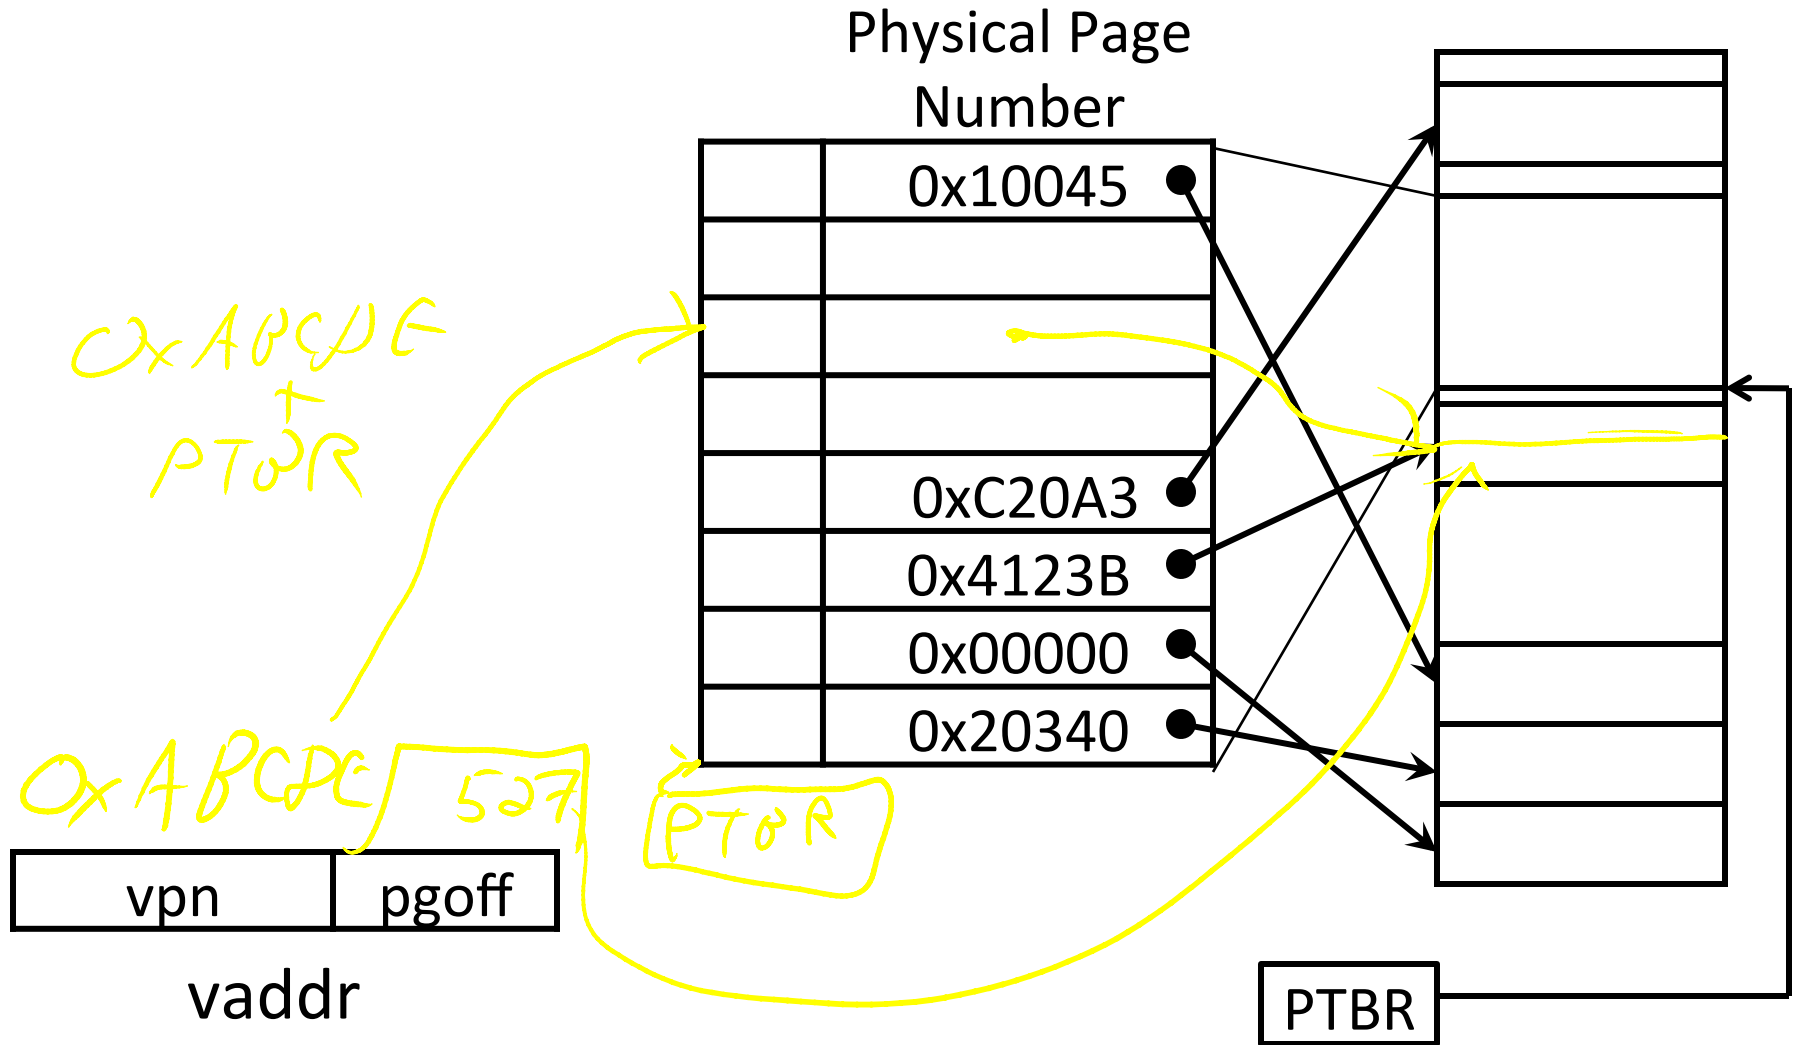 Physical Page
Number
0x10045
0xABCDE
+
PTBR
0xC20A3
0x4123B
0x00000
0x20340
0xABCDE 527
PTBR
vpn pgoff
vaddr
PTBR